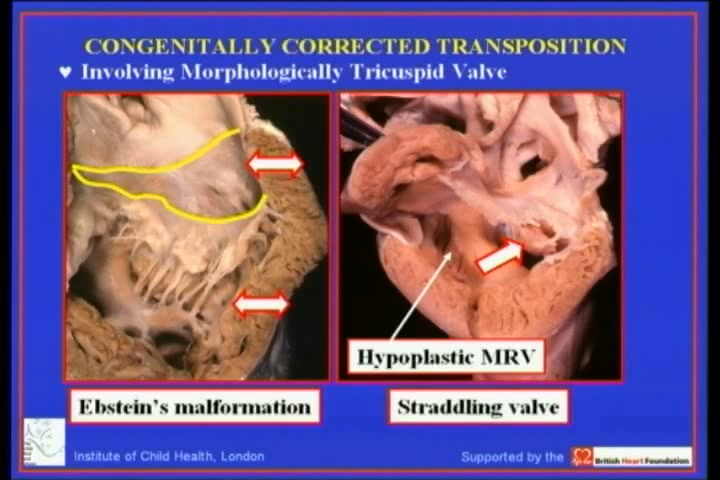 CONGENITALLY CORRECTED TRANSPOSITION
♥ Involving Morphologically Tricuspid Valve
Hypoplastic MRV
Ebstein's malformation
Straddling valve
Institute of Child Health, London
Supported by the
British Heart Foundation